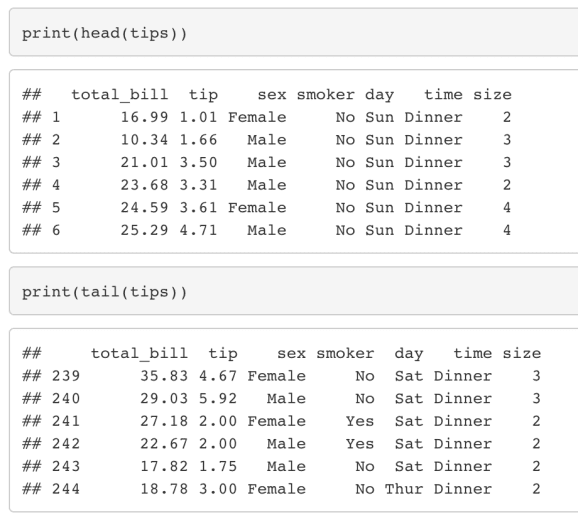 print(head(tips))
##   total_bill  tip    sex smoker day   time size
## 1      16.99 1.01 Female     No Sun Dinner    2
## 2      10.34 1.66   Male     No Sun Dinner    3
## 3      21.01 3.50   Male     No Sun Dinner    3
## 4      23.68 3.31   Male     No Sun Dinner    2
## 5      24.59 3.61 Female     No Sun Dinner    4
## 6      25.29 4.71   Male     No Sun Dinner    4
print(tail(tips))
##     total_bill  tip    sex smoker  day   time size
## 239      35.83 4.67 Female     No  Sat Dinner    3
## 240      29.03 5.92   Male     No  Sat Dinner    3
## 241      27.18 2.00 Female    Yes  Sat Dinner    2
## 242      22.67 2.00   Male    Yes  Sat Dinner    2
## 243      17.82 1.75   Male     No  Sat Dinner    2
## 244      18.78 3.00 Female     No Thur Dinner    2